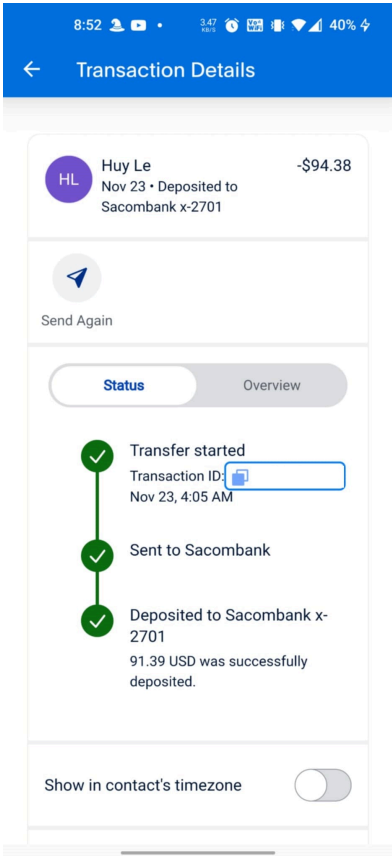 8:52 • 3.47 KB/S Vo+ WiFi 40%
Transaction Details
HL
Huy Le -$94.38
Nov 23 • Deposited to
Sacombank x-2701
Send Again
Status Overview
Transfer started
Transaction ID:
Nov 23, 4:05 AM
Sent to Sacombank
Deposited to Sacombank x-
2701
91.39 USD was successfully
deposited.
Show in contact's timezone